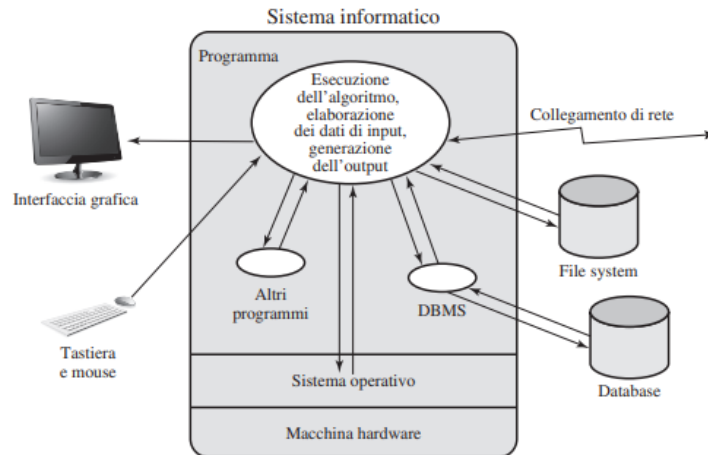 Sistema informatico
Programma
Esecuzione
dell'algoritmo,
elaborazione
dei dati di input,
generazione
dell'output
Collegamento di rete
Interfaccia grafica
Altri
programmi
DBMS
File system
Tastiera
e mouse
Sistema operativo
Database
Macchina hardware